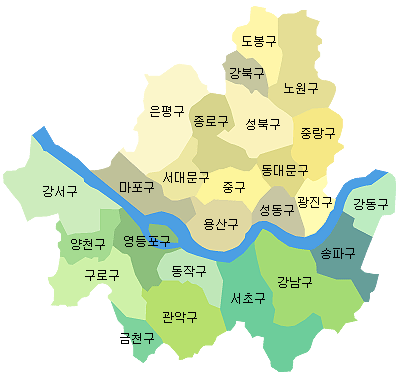 도봉구
강북구
노원구
은평구
종로구
성북구
중랑구
서대문구
동대문구
마포구
중구
강서구
용산구
성동구
광진구
강동구
양천구
영등포구
송파구
구로구
동작구
강남구
서초구
관악구
금천구